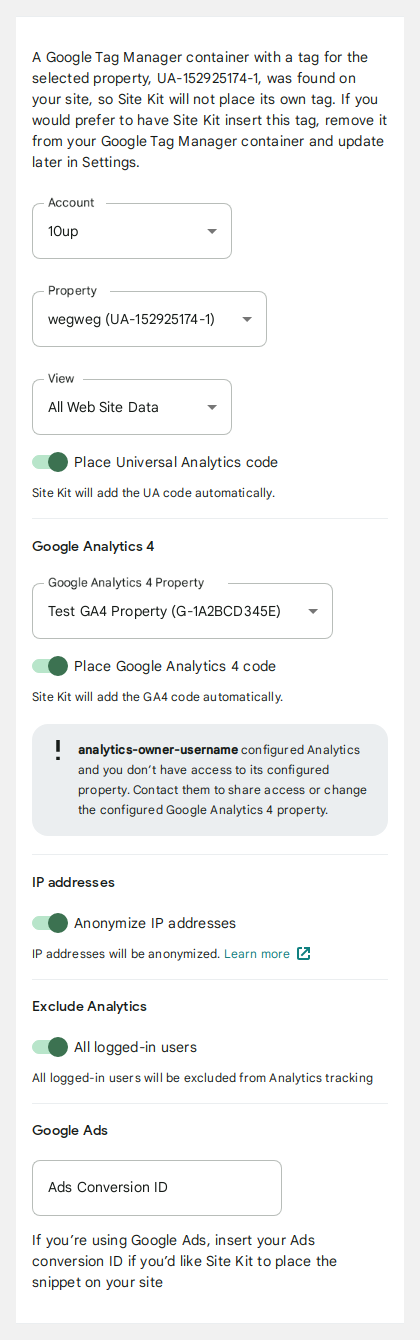 A Google Tag Manager container with a tag for the
selected property, UA-152925174-1, was found on
your site, so Site Kit will not place its own tag. If you
would prefer to have Site Kit insert this tag, remove it
from your Google Tag Manager container and update
later in Settings.
Account
10up
Property
wegweg (UA-152925174-1)
View
All Web Site Data
Place Universal Analytics code
Site Kit will add the UA code automatically.
Google Analytics 4
Google Analytics 4 Property
Test GA4 Property (G-1A2BCD345E)
Place Google Analytics 4 code
Site Kit will add the GA4 code automatically.
analytics-owner-username configured Analytics
and you don’t have access to its configured
property. Contact them to share access or change
the configured Google Analytics 4 property.
IP addresses
Anonymize IP addresses
IP addresses will be anonymized. Learn more
Exclude Analytics
All logged-in users
All logged-in users will be excluded from Analytics tracking
Google Ads
Ads Conversion ID
If you’re using Google Ads, insert your Ads
conversion ID if you’d like Site Kit to place the
snippet on your site